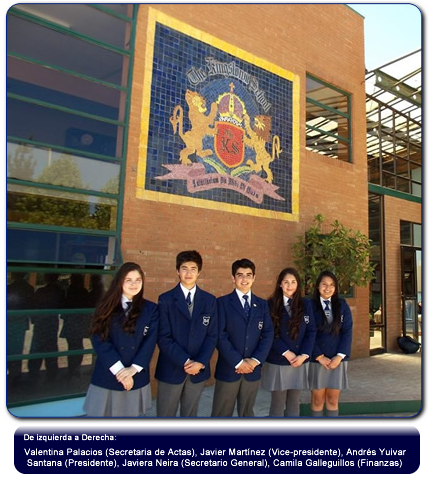 The Kingsbury School
De izquierda a Derecha:
Valentina Palacios (Secretaria de Actas), Javier Martínez (Vice-presidente), Andrés Yuivar
Santana (Presidente), Javiera Neira (Secretario General), Camila Galleguillos (Finanzas)